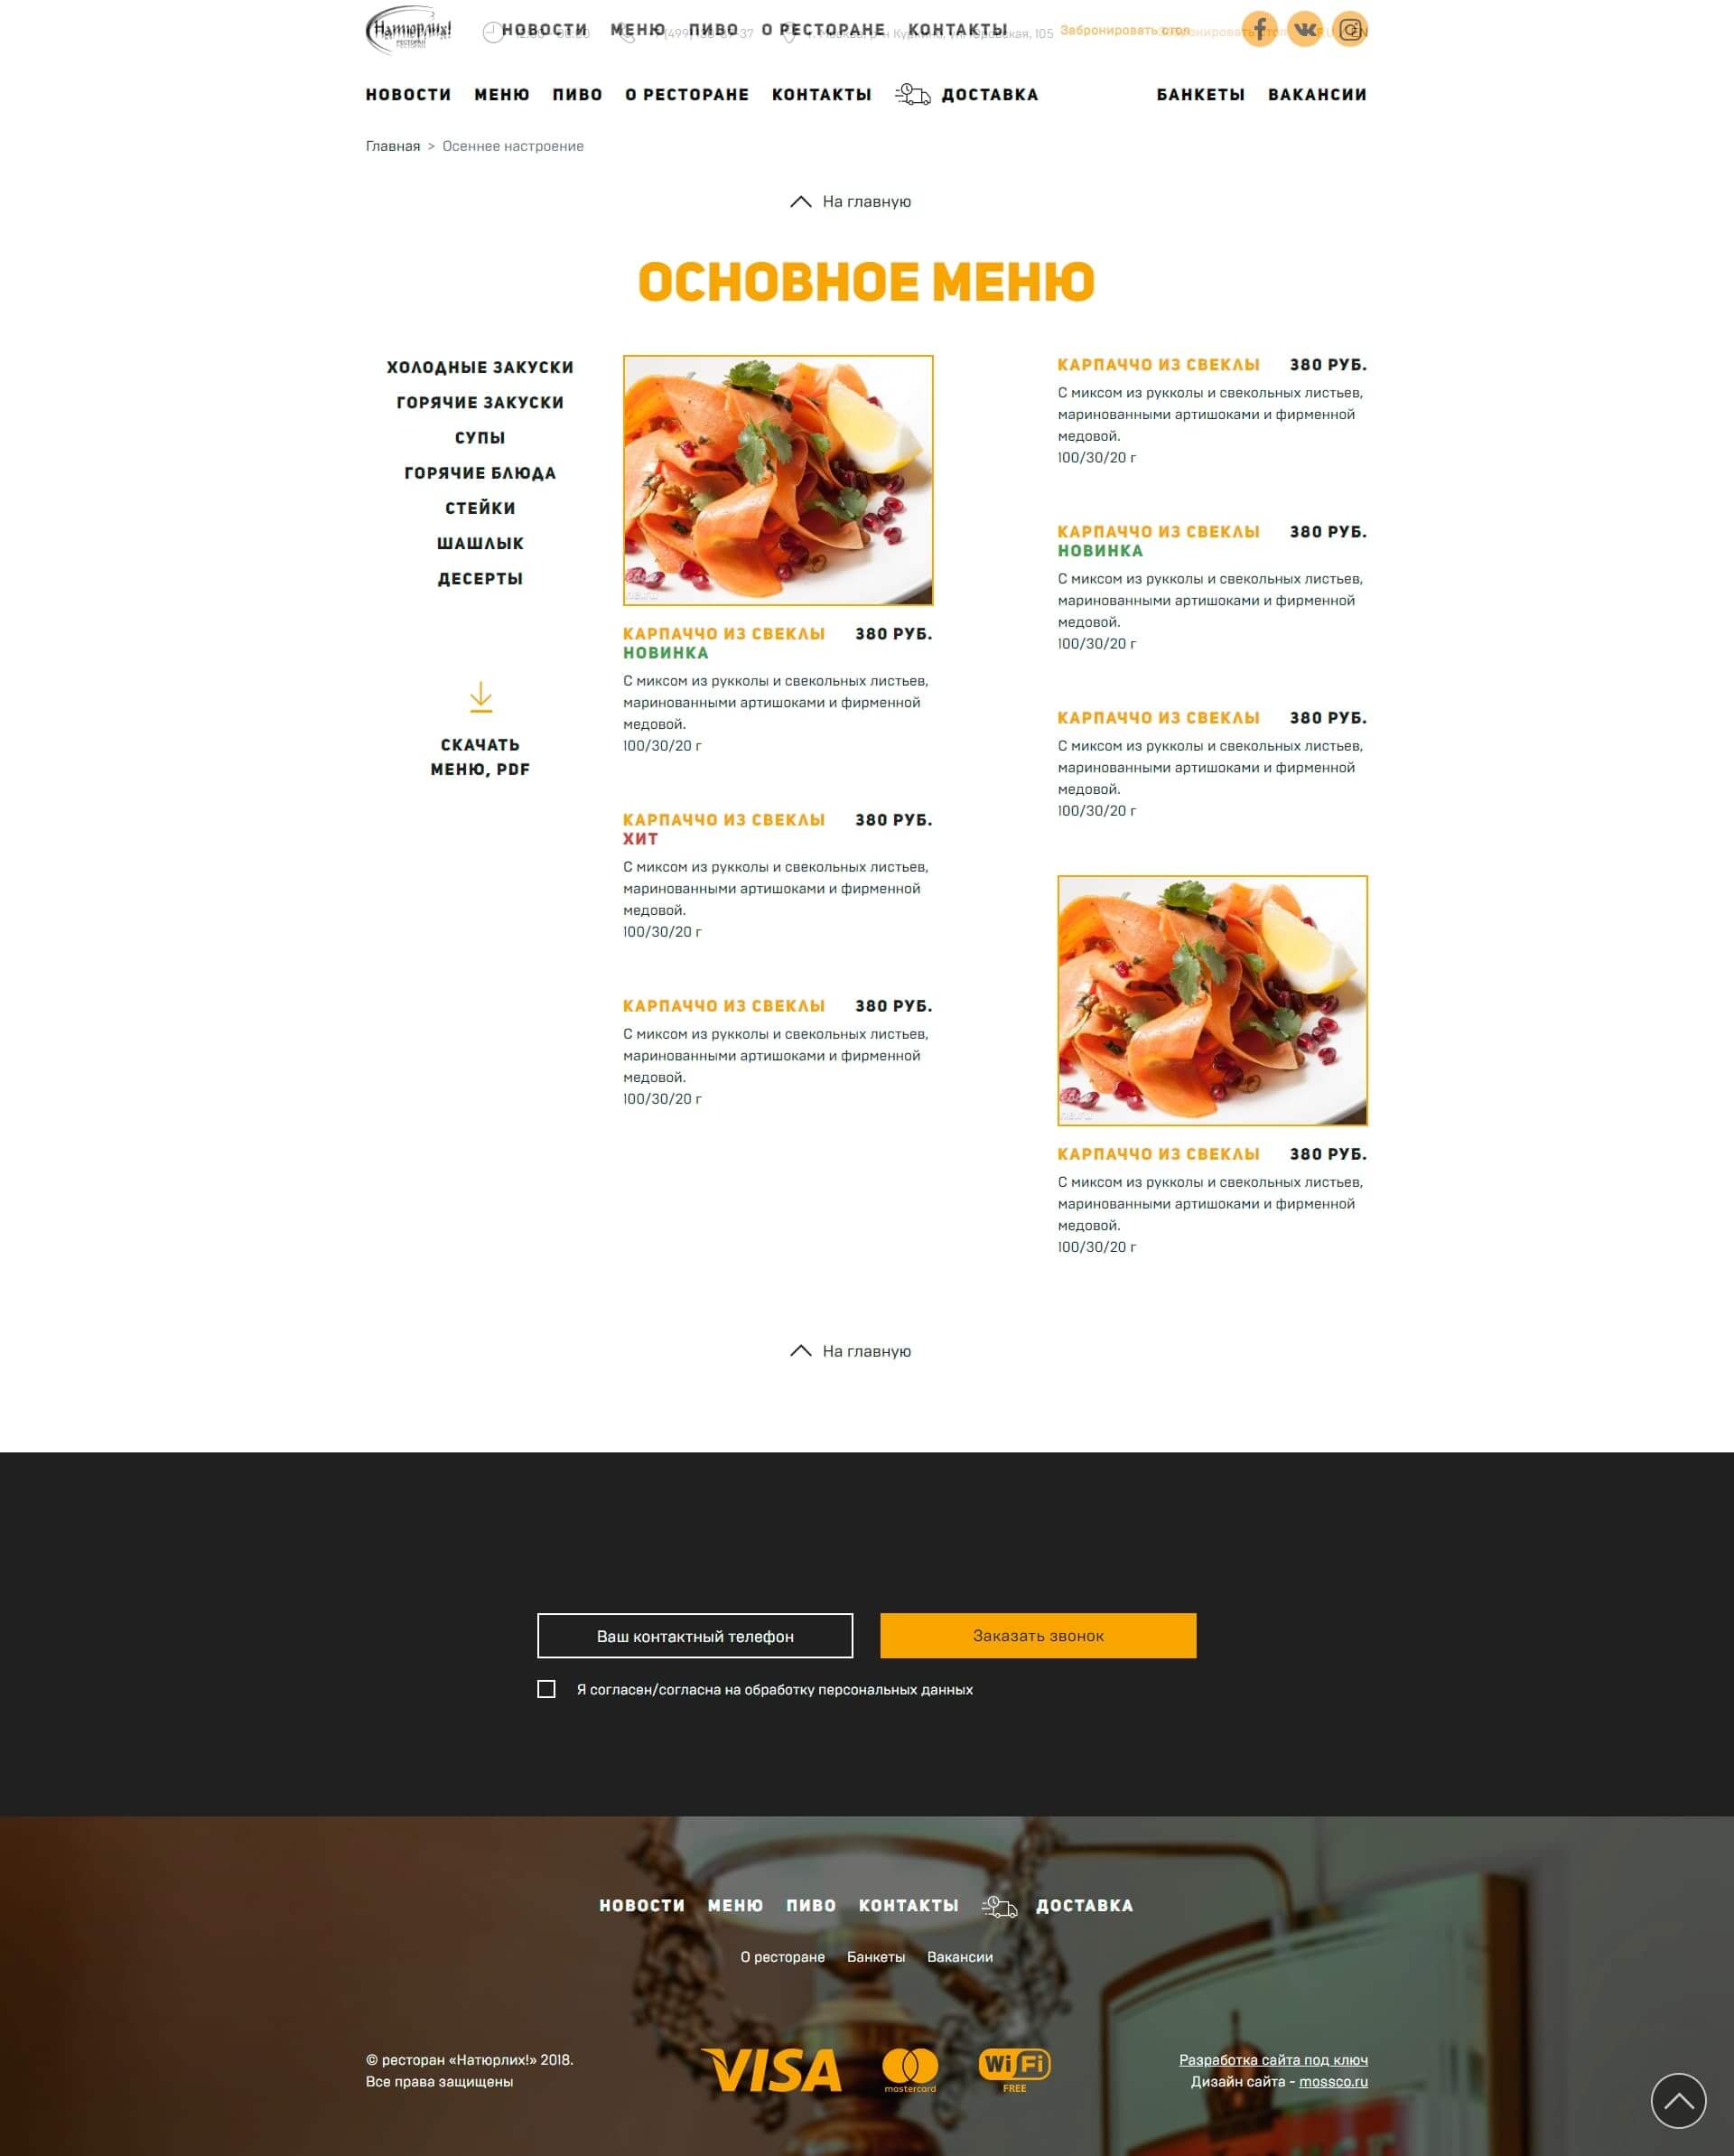 Натюрлих!
РЕСТОРАН
НОВОСТИ МЕНЮ ПИВО О РЕСТОРАНЕ КОНТАКТЫ
Забронировать стол
НОВОСТИ МЕНЮ ПИВО О РЕСТОРАНЕ КОНТАКТЫ ДОСТАВКА БАНКЕТЫ ВАКАНСИИ
Главная > Осеннее настроение
На главную
ОСНОВНОЕ МЕНЮ
ХОЛОДНЫЕ ЗАКУСКИ
ГОРЯЧИЕ ЗАКУСКИ
СУПЫ
ГОРЯЧИЕ БЛЮДА
СТЕЙКИ
ШАШЛЫК
ДЕСЕРТЫ
СКАЧАТЬ
МЕНЮ, PDF
КАРПАЧЧО ИЗ СВЕКЛЫ 380 РУБ.
НОВИНКА
С миксом из рукколы и свекольных листьев,
маринованными артишоками и фирменной
медовой.
100/30/20 г
КАРПАЧЧО ИЗ СВЕКЛЫ 380 РУБ.
ХИТ
С миксом из рукколы и свекольных листьев,
маринованными артишоками и фирменной
медовой.
100/30/20 г
КАРПАЧЧО ИЗ СВЕКЛЫ 380 РУБ.
С миксом из рукколы и свекольных листьев,
маринованными артишоками и фирменной
медовой.
100/30/20 г
КАРПАЧЧО ИЗ СВЕКЛЫ 380 РУБ.
С миксом из рукколы и свекольных листьев,
маринованными артишоками и фирменной
медовой.
100/30/20 г
КАРПАЧЧО ИЗ СВЕКЛЫ 380 РУБ.
НОВИНКА
С миксом из рукколы и свекольных листьев,
маринованными артишоками и фирменной
медовой.
100/30/20 г
КАРПАЧЧО ИЗ СВЕКЛЫ 380 РУБ.
С миксом из рукколы и свекольных листьев,
маринованными артишоками и фирменной
медовой.
100/30/20 г
КАРПАЧЧО ИЗ СВЕКЛЫ 380 РУБ.
С миксом из рукколы и свекольных листьев,
маринованными артишоками и фирменной
медовой.
100/30/20 г
На главную
Ваш контактный телефон Заказать звонок
Я согласен/согласна на обработку персональных данных
НОВОСТИ МЕНЮ ПИВО КОНТАКТЫ ДОСТАВКА
О ресторане Банкеты Вакансии
© ресторан «Натюрлих!» 2018.
Все права защищены
VISA
mastercard
WiFi
FREE
Разработка сайта под ключ
Дизайн сайта - mossco.ru